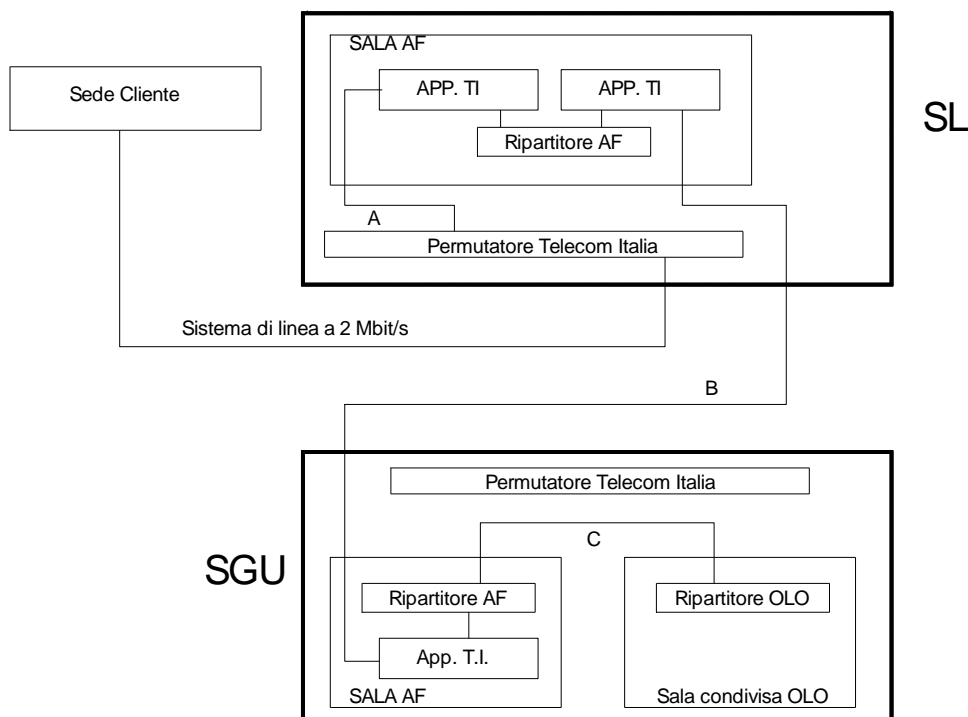 SALA AF
Sede Cliente
APP. TI
APP. TI
SL
Ripartitore AF
A
Permutatore Telecom Italia
Sistema di linea a 2 Mbit/s
B
Permutatore Telecom Italia
C
SGU
Ripartitore AF
Ripartitore OLO
App. T.I.
SALA AF
Sala condivisa OLO